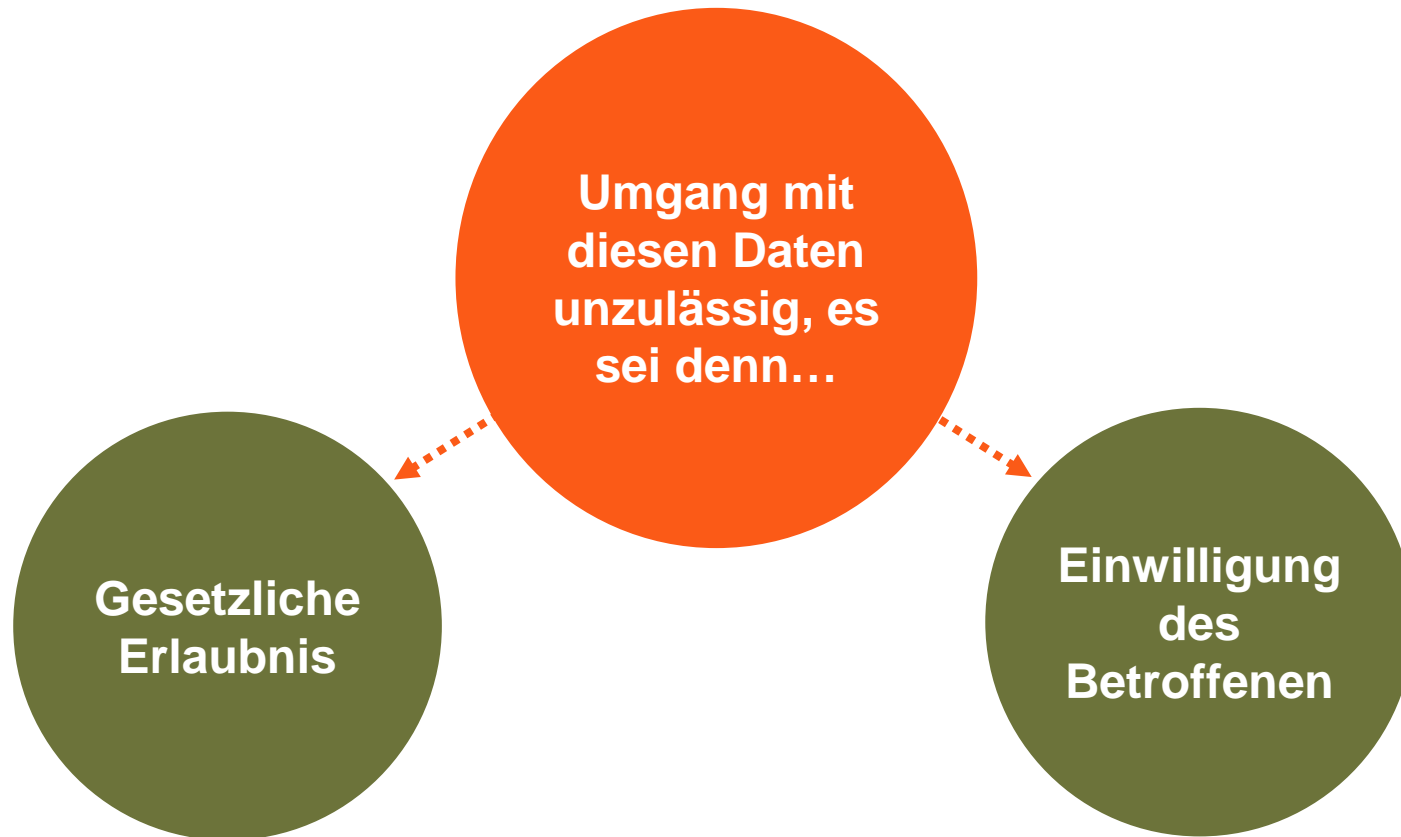 Umgang mit
diesen Daten
unzulässig, es
sei denn…
Gesetzliche
Erlaubnis
Einwilligung
des
Betroffenen